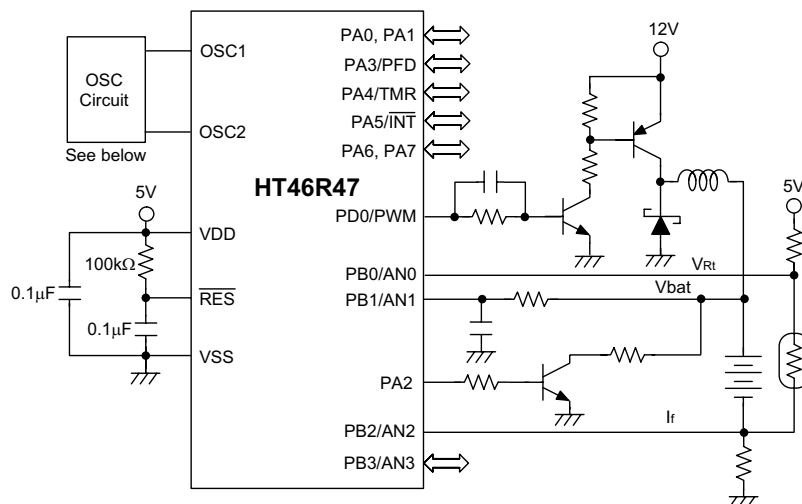 OSC
Circuit
See below
OSC1
OSC2
5V
VDD
100kΩ
0.1μF
RES
0.1μF
VSS
HT46R47
PA0, PA1
PA3/PFD
PA4/TMR
PA5/INT
PA6, PA7
PD0/PWM
PB0/AN0
PB1/AN1
PA2
PB2/AN2
PB3/AN3
12V
5V
VRt
Vbat
If